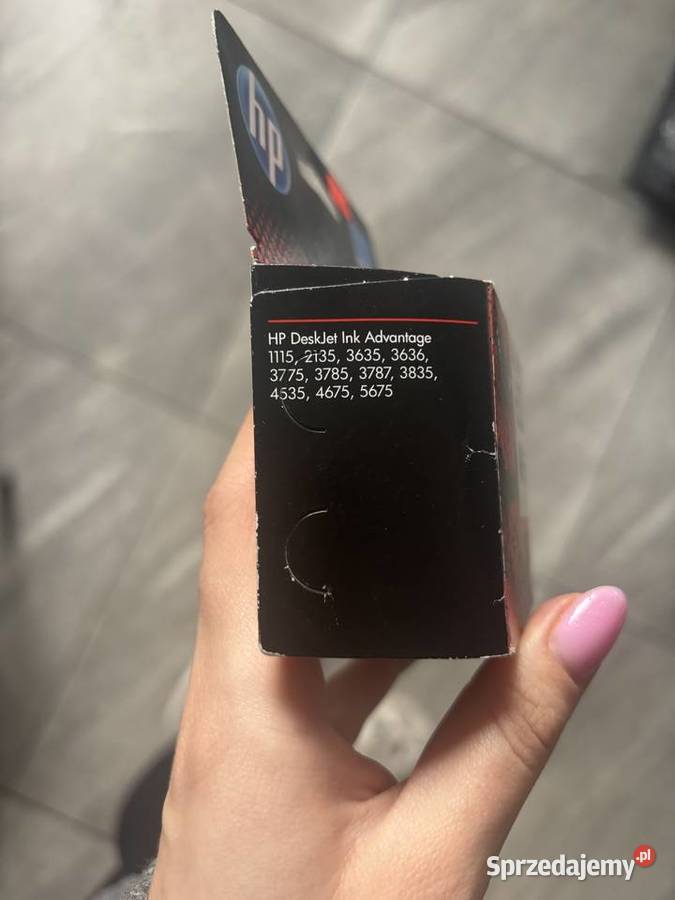 hp
HP DeskJet Ink Advantage
1115, 2135, 3635, 3636,
3775, 3785, 3787, 3835,
4535, 4675, 5675
Sprzedajemy.pl